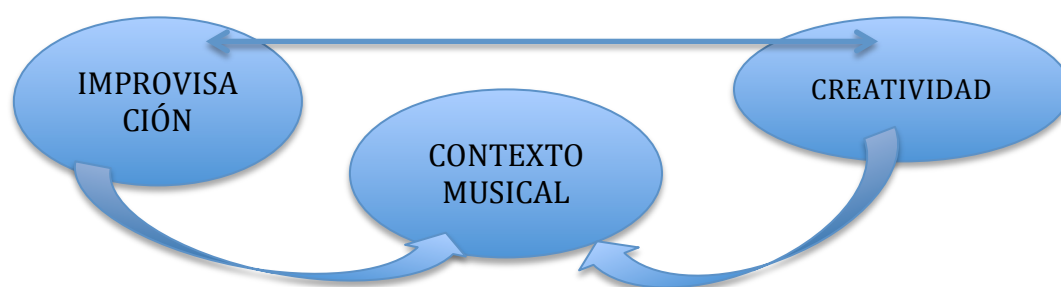 IMPROVISA
CIÓN
CONTEXTO
MUSICAL
CREATIVIDAD